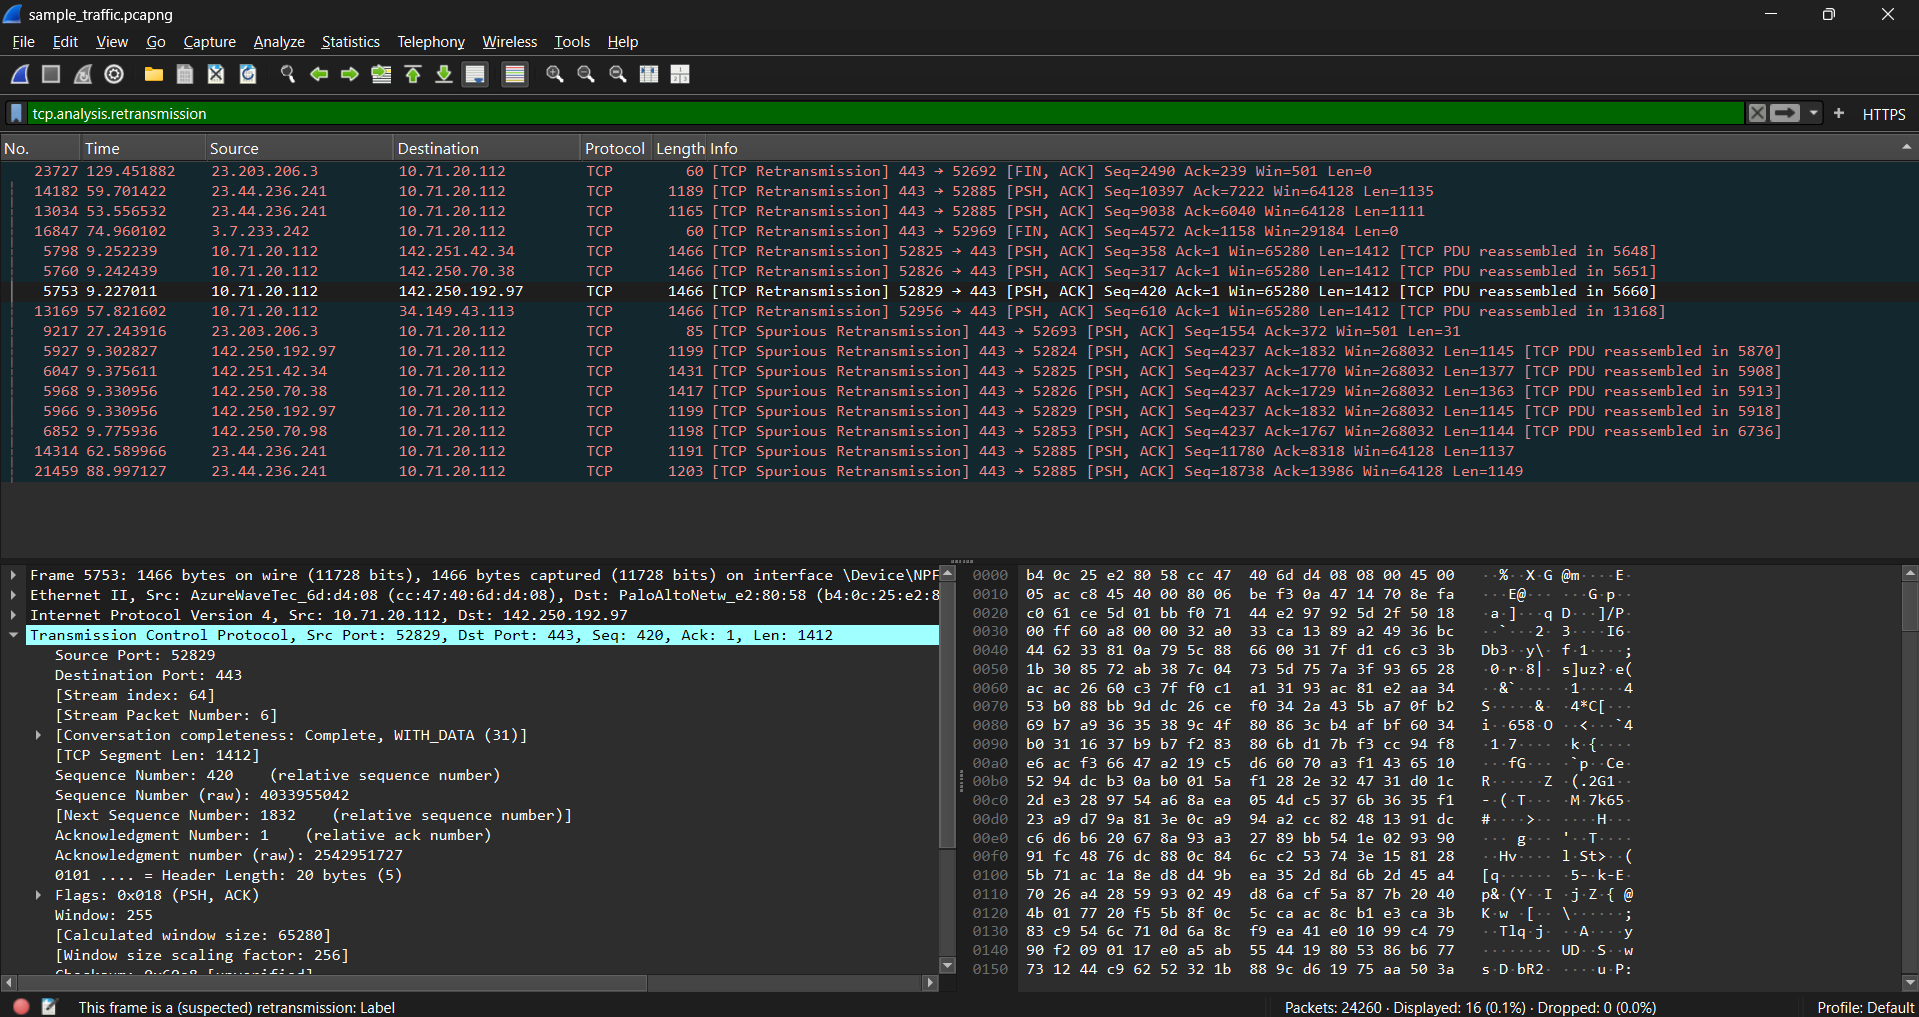 sample_traffic.pcapng
File Edit View Go Capture Analyze Statistics Telephony Wireless Tools Help
tcp.analysis.retransmission
HTTPS
No. Time Source Destination Protocol Length Info
23727 129.451882 23.203.206.3 10.71.20.112 TCP 60 [TCP Retransmission] 443 → 52692 [FIN, ACK] Seq=2490 Ack=239 Win=501 Len=0
14182 59.701422 23.44.236.241 10.71.20.112 TCP 1189 [TCP Retransmission] 443 → 52885 [PSH, ACK] Seq=10397 Ack=7222 Win=64128 Len=1135
13034 53.556532 23.44.236.241 10.71.20.112 TCP 1165 [TCP Retransmission] 443 → 52885 [PSH, ACK] Seq=9038 Ack=6040 Win=64128 Len=1111
16847 74.960102 3.7.233.242 10.71.20.112 TCP 60 [TCP Retransmission] 443 → 52969 [FIN, ACK] Seq=4572 Ack=1158 Win=29184 Len=0
5798 9.252239 10.71.20.112 142.251.42.34 TCP 1466 [TCP Retransmission] 52825 → 443 [PSH, ACK] Seq=358 Ack=1 Win=65280 Len=1412 [TCP PDU reassembled in 5648]
5760 9.242439 10.71.20.112 142.250.70.38 TCP 1466 [TCP Retransmission] 52826 → 443 [PSH, ACK] Seq=317 Ack=1 Win=65280 Len=1412 [TCP PDU reassembled in 5651]
5753 9.227011 10.71.20.112 142.250.192.97 TCP 1466 [TCP Retransmission] 52829 → 443 [PSH, ACK] Seq=420 Ack=1 Win=65280 Len=1412 [TCP PDU reassembled in 5660]
13169 57.821602 10.71.20.112 34.149.43.113 TCP 1466 [TCP Retransmission] 52956 → 443 [PSH, ACK] Seq=610 Ack=1 Win=65280 Len=1412 [TCP PDU reassembled in 13168]
9217 27.243916 23.203.206.3 10.71.20.112 TCP 85 [TCP Spurious Retransmission] 443 → 52693 [PSH, ACK] Seq=1554 Ack=372 Win=501 Len=31
5927 9.302827 142.250.192.97 10.71.20.112 TCP 1199 [TCP Spurious Retransmission] 443 → 52824 [PSH, ACK] Seq=4237 Ack=1832 Win=268032 Len=1145 [TCP PDU reassembled in 5870]
6047 9.375611 142.251.42.34 10.71.20.112 TCP 1431 [TCP Spurious Retransmission] 443 → 52825 [PSH, ACK] Seq=4237 Ack=1770 Win=268032 Len=1377 [TCP PDU reassembled in 5908]
5968 9.330956 142.250.70.38 10.71.20.112 TCP 1417 [TCP Spurious Retransmission] 443 → 52826 [PSH, ACK] Seq=4237 Ack=1729 Win=268032 Len=1363 [TCP PDU reassembled in 5913]
5966 9.330956 142.250.192.97 10.71.20.112 TCP 1199 [TCP Spurious Retransmission] 443 → 52829 [PSH, ACK] Seq=4237 Ack=1832 Win=268032 Len=1145 [TCP PDU reassembled in 5918]
6852 9.775936 142.250.70.98 10.71.20.112 TCP 1198 [TCP Spurious Retransmission] 443 → 52853 [PSH, ACK] Seq=4237 Ack=1767 Win=268032 Len=1144 [TCP PDU reassembled in 6736]
14314 62.589966 23.44.236.241 10.71.20.112 TCP 1191 [TCP Spurious Retransmission] 443 → 52885 [PSH, ACK] Seq=11780 Ack=8318 Win=64128 Len=1137
21459 88.997127 23.44.236.241 10.71.20.112 TCP 1203 [TCP Spurious Retransmission] 443 → 52885 [PSH, ACK] Seq=18738 Ack=13986 Win=64128 Len=1149
Frame 5753: 1466 bytes on wire (11728 bits), 1466 bytes captured (11728 bits) on interface \Device\NPF
Ethernet II, Src: AzureWaveTec_6d:d4:08 (cc:47:40:6d:d4:08), Dst: PaloAltoNetw_e2:80:58 (b4:0c:25:e2:8
Internet Protocol Version 4, Src: 10.71.20.112, Dst: 142.250.192.97
Transmission Control Protocol, Src Port: 52829, Dst Port: 443, Seq: 420, Ack: 1, Len: 1412
Source Port: 52829
Destination Port: 443
[Stream index: 64]
[Stream Packet Number: 6]
[Conversation completeness: Complete, WITH_DATA (31)]
[TCP Segment Len: 1412]
Sequence Number: 420 (relative sequence number)
Sequence Number (raw): 4033955042
[Next Sequence Number: 1832 (relative sequence number)]
Acknowledgment Number: 1 (relative ack number)
Acknowledgment number (raw): 2542951727
0101 .... = Header Length: 20 bytes (5)
Flags: 0x018 (PSH, ACK)
Window: 255
[Calculated window size: 65280]
[Window size scaling factor: 256]
0000 b4 0c 25 e2 80 58 cc 47 40 6d d4 08 08 00 45 00 ··%··X·G @m····E·
0010 05 ac c8 45 40 00 80 06 be f3 0a 47 14 70 8e fa ···E@··· ···G·p··
0020 c0 61 ce 5d 01 bb f0 71 44 e2 97 92 5d 2f 50 18 ·a·]···q D···]/P·
0030 00 ff 60 a8 00 00 32 a0 33 ca 13 89 a2 49 36 bc ··`···2· 3····I6·
0040 44 62 33 81 0a 79 5c 88 66 00 31 7f d1 c6 c3 3b Db3··y\· f·1····;
0050 1b 30 85 72 ab 38 7c 04 73 5d 75 7a 3f 93 65 28 ·0·r·8|· s]uz?·e(
0060 ac ac 26 60 c3 7f f0 c1 a1 31 93 ac 81 e2 aa 34 ··&`···· ·1·····4
0070 53 b0 88 bb 9d dc 26 ce f0 34 2a 43 5b a7 0f b2 S·····&· ·4*C[···
0080 69 b7 a9 36 35 38 9c 4f 80 86 3c b4 af bf 60 34 i··658·O ··<···`4
0090 b0 31 16 37 b9 b7 f2 83 80 6b d1 7b f3 cc 94 f8 ·1·7···· ·k·{····
00a0 e6 ac f3 66 47 a2 19 c5 d6 60 70 a3 f1 43 65 10 ···fG··· ·`p··Ce·
00b0 52 94 dc b3 0a b0 01 5a f1 28 2e 32 47 31 d0 1c R······Z ·(.2G1··
00c0 2d e3 28 97 54 a6 8a ea 05 4d c5 37 6b 36 35 f1 -·(·T··· ·M·7k65·
00d0 23 a9 d7 9a 81 3e 0c a9 94 a2 cc 82 48 13 91 dc #····>·· ····H···
00e0 c6 d6 b6 20 67 8a 93 a3 27 89 bb 54 1e 02 93 90 ··· g··· '··T····
00f0 91 fc 48 76 dc 88 0c 84 6c c2 53 74 3e 15 81 28 ··Hv···· l·St>··(
0100 5b 71 ac 1a 8e d8 d4 9b ea 35 2d 8d 6b 2d 45 a4 [q······ ·5-·k-E·
0110 70 26 a4 28 59 93 02 49 d8 6a cf 5a 87 7b 20 40 p&·(Y··I ·j·Z·{ @
0120 4b 01 77 20 f5 5b 8f 0c 5c ca ac 8c b1 e3 ca 3b K·w ·[·· \······;
0130 83 c9 54 6c 71 0d 6a 8c f9 ea 41 e0 10 99 c4 79 ··Tlq·j· ··A····y
0140 90 f2 09 01 17 e0 a5 ab 55 44 19 80 53 86 b6 77 ········ UD··S··w
0150 73 12 44 c9 62 52 32 1b 88 9c d6 19 75 aa 50 3a s·D·bR2· ····u·P:
This frame is a (suspected) retransmission: Label
Packets: 24260 · Displayed: 16 (0.1%) · Dropped: 0 (0.0%)
Profile: Default